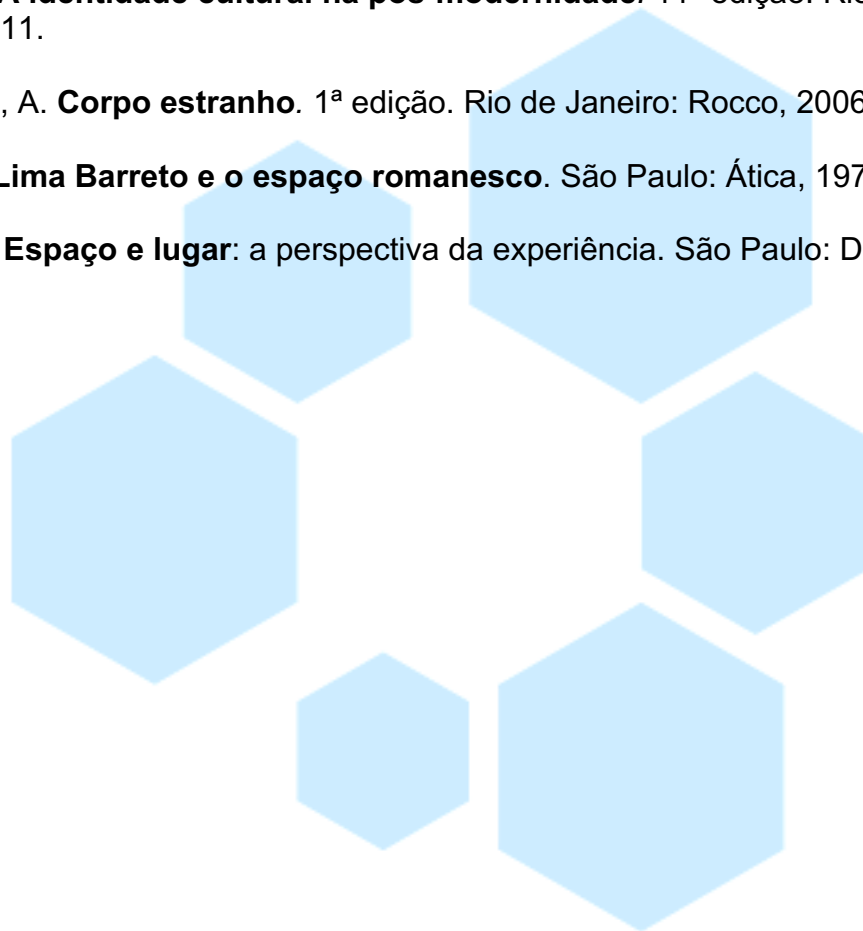 A identidade cultural na pós-modernidade. 11ª edição. Rio
11.
, A. Corpo estranho. 1ª edição. Rio de Janeiro: Rocco, 2006
Lima Barreto e o espaço romanesco. São Paulo: Ática, 197
Espaço e lugar: a perspectiva da experiência. São Paulo: D